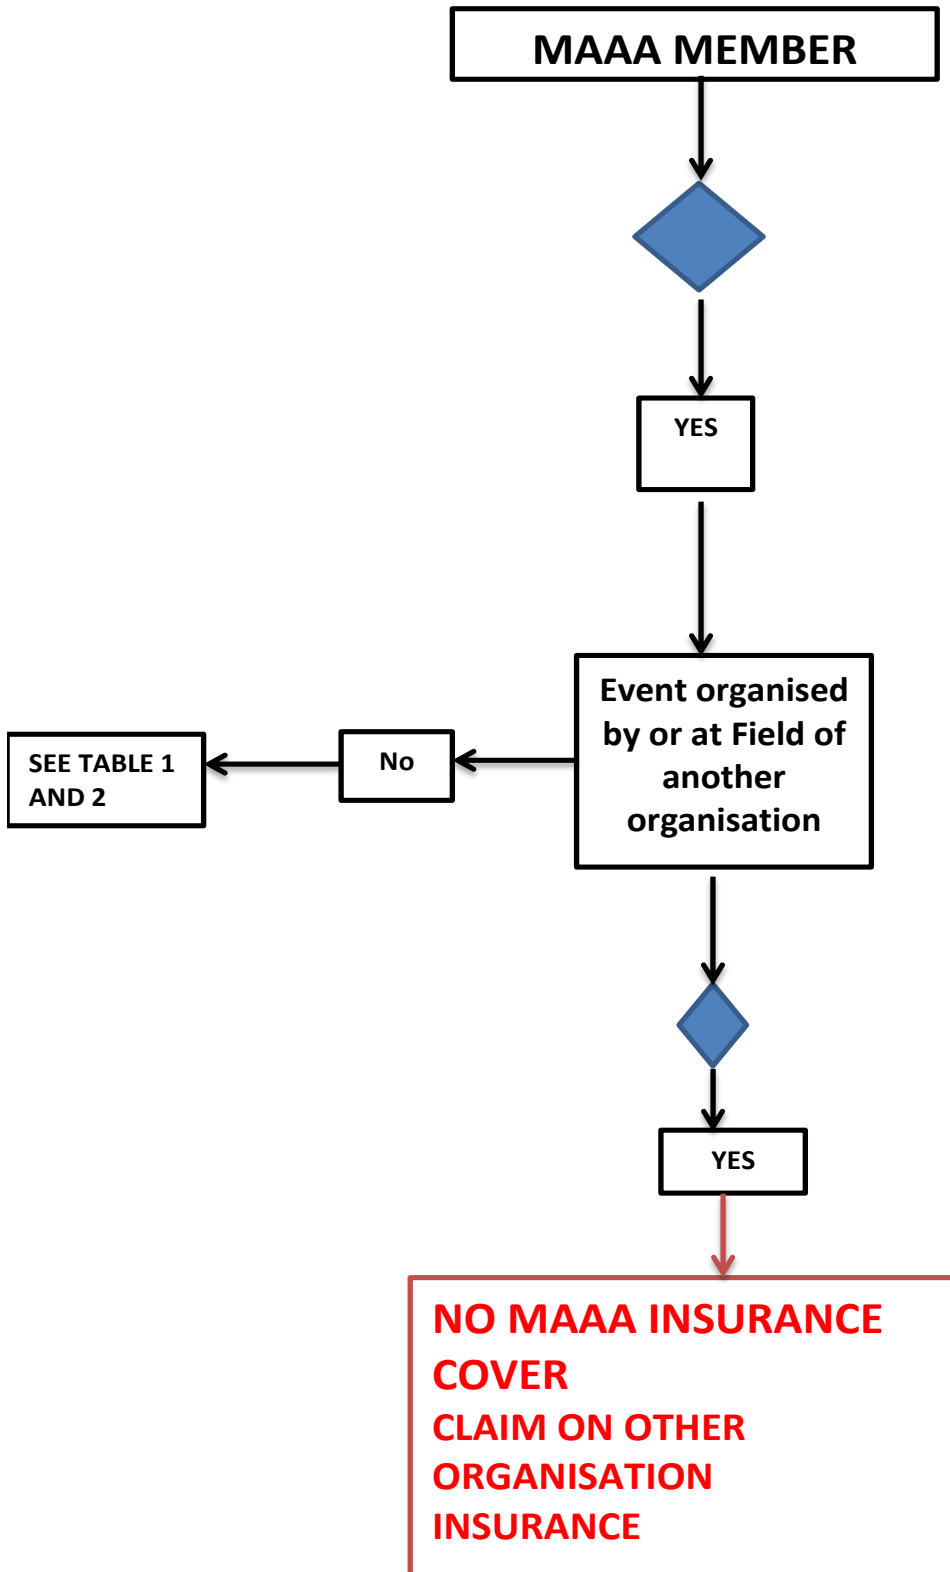 MAAA MEMBER
YES
Event organised
by or at Field of
another
organisation
No
SEE TABLE 1
AND 2
YES
NO MAAA INSURANCE
COVER
CLAIM ON OTHER
ORGANISATION
INSURANCE